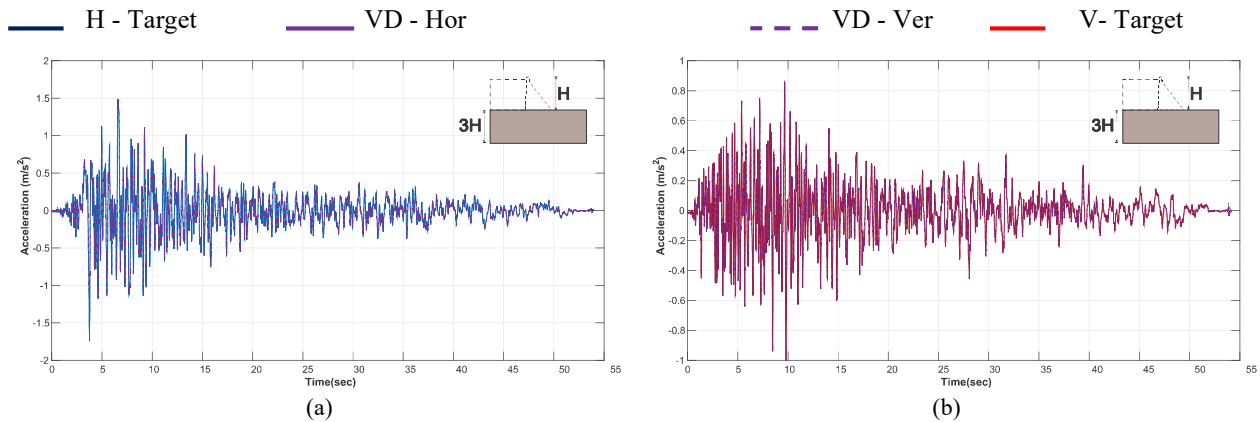 H - Target VD - Hor VD - Ver V- Target
2
1.5
1
0.5
0
-0.5
-1
-1.5
-2
Acceleration (m/s²)
0 5 10 15 20 25 30 35 40 45 50 55
Time(sec)
H
3H
(a)
1
0.8
0.6
0.4
0.2
0
-0.2
-0.4
-0.6
-0.8
-1
Acceleration (m/s²)
0 5 10 15 20 25 30 35 40 45 50 55
Time(sec)
H
3H
(b)